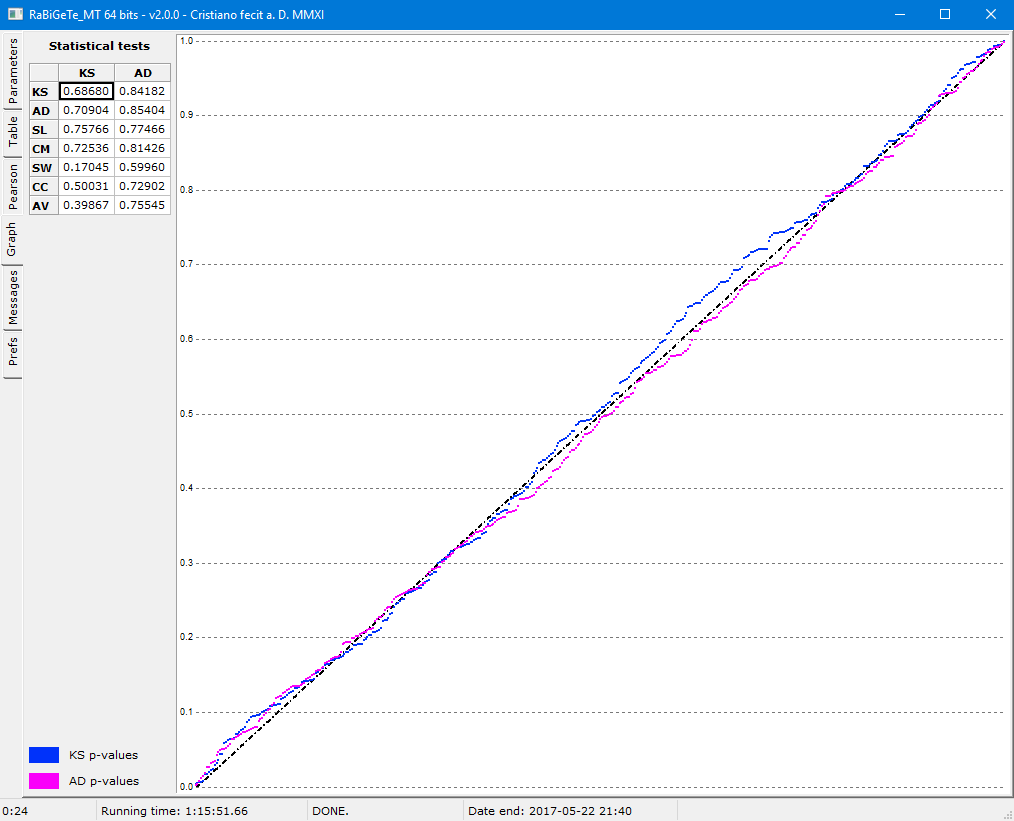 RaBiGeTe_MT 64 bits - v2.0.0 - Cristiano fecit a. D. MMXI
Parameters
Table
Pearson
Graph
Messages
Prefs
Statistical tests
KS AD
KS 0.68680 0.84182
AD 0.70904 0.85404
SL 0.75766 0.77466
CM 0.72536 0.81426
SW 0.17045 0.59960
CC 0.50031 0.72902
AV 0.39867 0.75545
1.0
0.9
0.8
0.7
0.6
0.5
0.4
0.3
0.2
0.1
0.0
KS p-values
AD p-values
0:24 Running time: 1:15:51.66 DONE. Date end: 2017-05-22 21:40